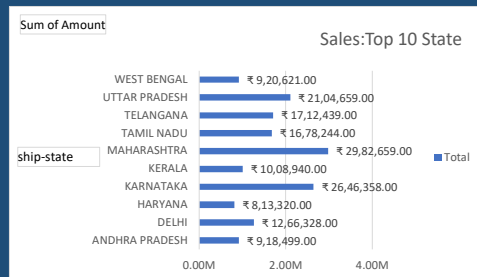 Sum of Amount
Sales:Top 10 State
WEST BENGAL ₹ 9,20,621.00
UTTAR PRADESH ₹ 21,04,659.00
TELANGANA ₹ 17,12,439.00
TAMIL NADU ₹ 16,78,244.00
MAHARASHTRA ₹ 29,82,659.00
ship-state
Total
KERALA ₹ 10,08,940.00
KARNATAKA ₹ 26,46,358.00
HARYANA ₹ 8,13,320.00
DELHI ₹ 12,66,328.00
ANDHRA PRADESH ₹ 9,18,499.00
0.00M 2.00M 4.00M